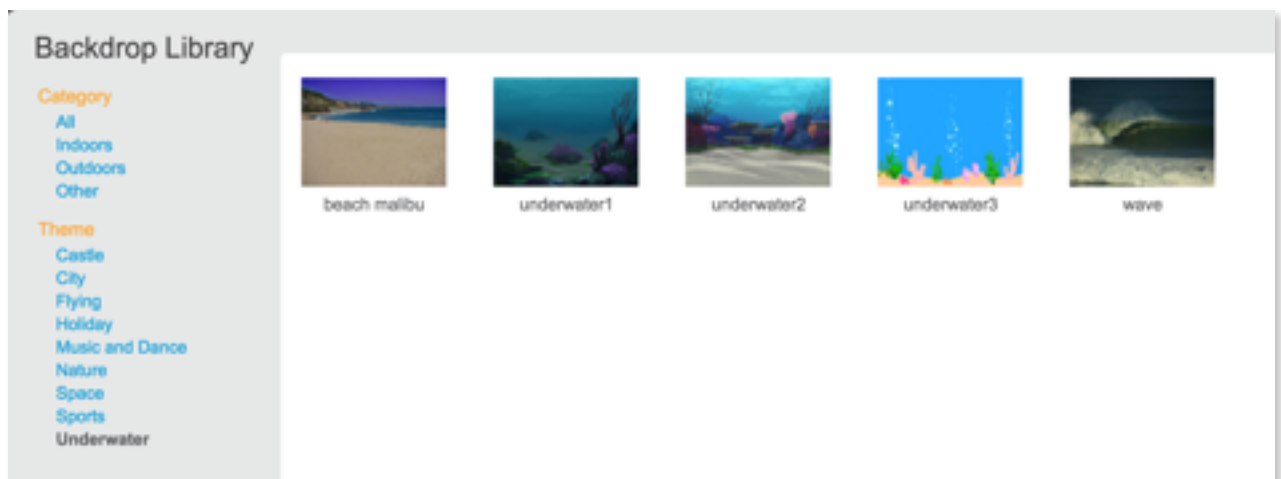 Backdrop Library
Category
All
Indoors
Outdoors
Other
Theme
Castle
City
Flying
Holiday
Music and Dance
Nature
Space
Sports
Underwater
beach malibu
underwater1
underwater2
underwater3
wave